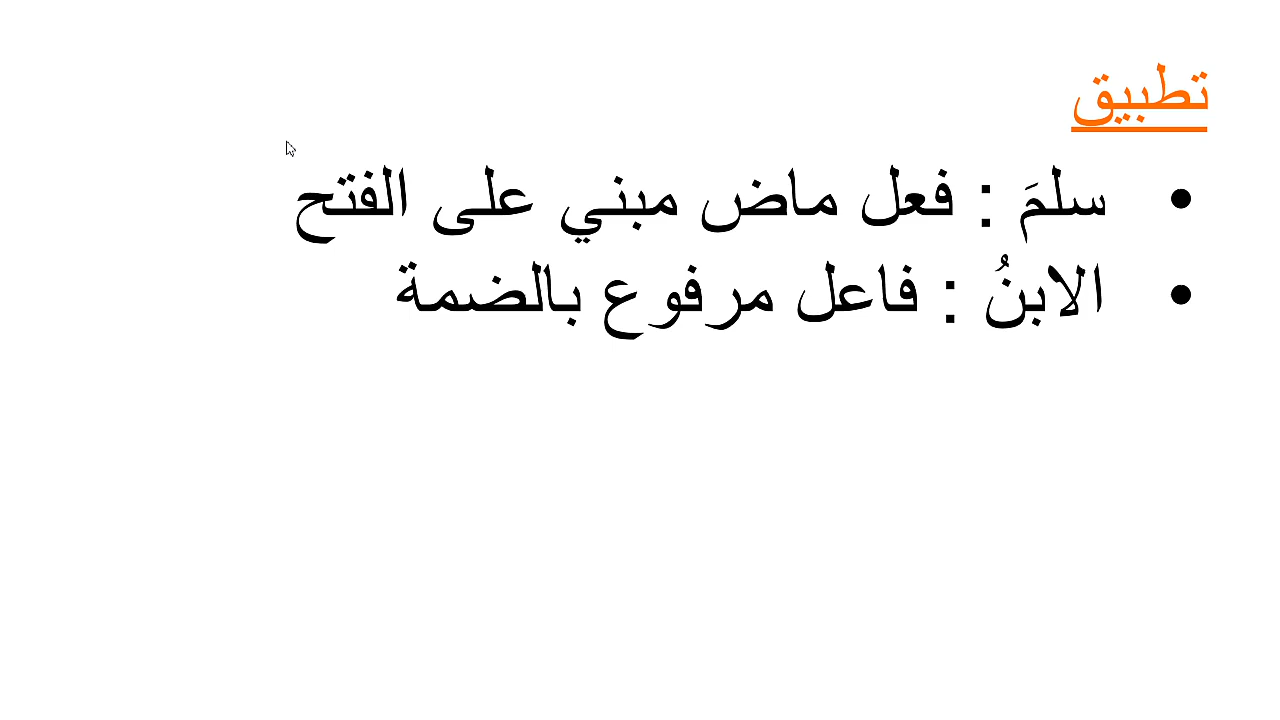 تطبيق
• سلمَ : فعل ماض مبني على الفتح
• الابنُ : فاعل مرفوع بالضمة